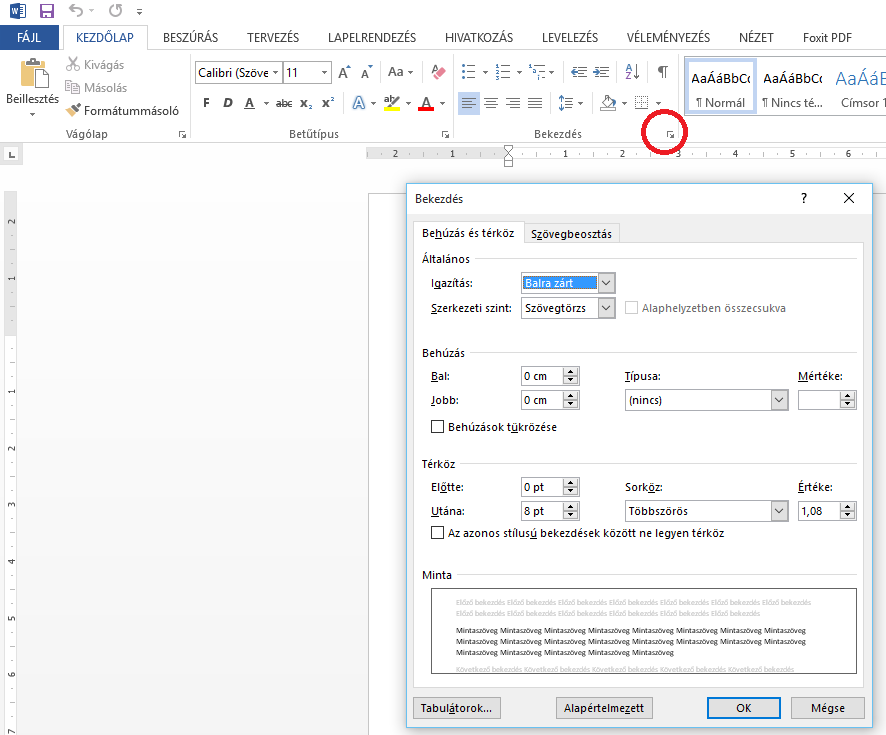 FÁJL KEZDŐLAP BESZÚRÁS TERVEZÉS LAPELRENDEZÉS HIVATKOZÁS LEVELEZÉS VÉLEMÉNYEZÉS NÉZET Foxit PDF
Beillesztés
Kivágás
Másolás
Formátummásoló
Vágólap
Calibri (Szöve 11 Aa
F D A abc x₂ x² A ab A
Betűtípus
Bekezdés
AaÁáBbCc AaÁáBbCc AaÁáB
¶ Normál ¶ Nincs té... Címsor 1
2 1 1 2 3 4 5 6
2
1
1
2
3
4
5
6
7
Bekezdés ?
Behúzás és térköz Szövegbeosztás
Általános
Igazítás: Balra zárt
Szerkezeti szint: Szövegtörzs Alaphelyzetben összecsukva
Behúzás
Bal: 0 cm Típusa: Mértéke:
Jobb: 0 cm (nincs)
Behúzások tükrözése
Térköz
Előtte: 0 pt Sorköz: Értéke:
Utána: 8 pt Többszörös 1,08
Az azonos stílusú bekezdések között ne legyen térköz
Minta
Előző bekezdés Előző bekezdés Előző bekezdés Előző bekezdés Előző bekezdés Előző bekezdés Előző bekezdés
Előző bekezdés Előző bekezdés Előző bekezdés Előző bekezdés Előző bekezdés Előző bekezdés
Mintaszöveg Mintaszöveg Mintaszöveg Mintaszöveg Mintaszöveg Mintaszöveg Mintaszöveg Mintaszöveg
Mintaszöveg Mintaszöveg Mintaszöveg Mintaszöveg Mintaszöveg Mintaszöveg Mintaszöveg Mintaszöveg
Mintaszöveg Mintaszöveg Mintaszöveg Mintaszöveg Mintaszöveg
Következő bekezdés Következő bekezdés Következő bekezdés Következő bekezdés Következő bekezdés
Tabulátorok... Alapértelmezett OK Mégse